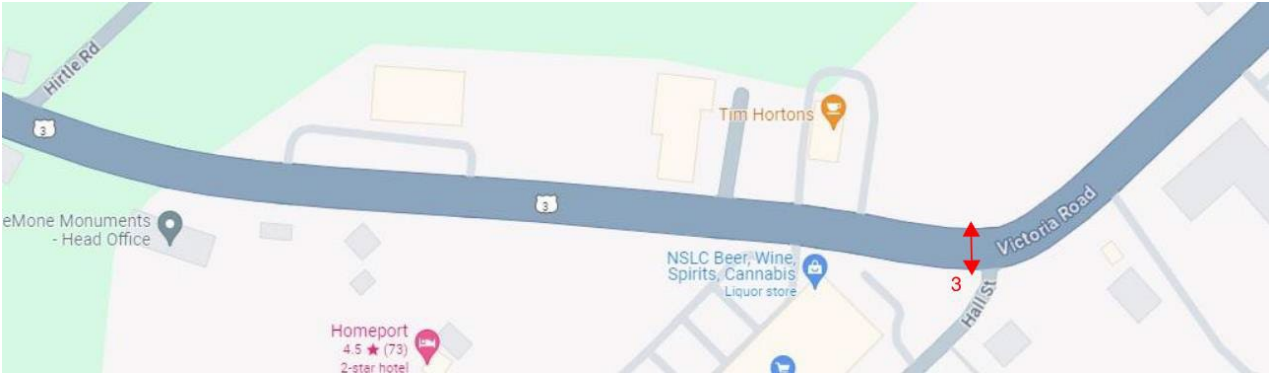 Hirtle Rd
3
Tim Hortons
3
Victoria Road
eMone Monuments
- Head Office
NSLC Beer, Wine,
Spirits, Cannabis
Liquor store
3
Hall St
Homeport
4.5 ★ (73)
2-star hotel